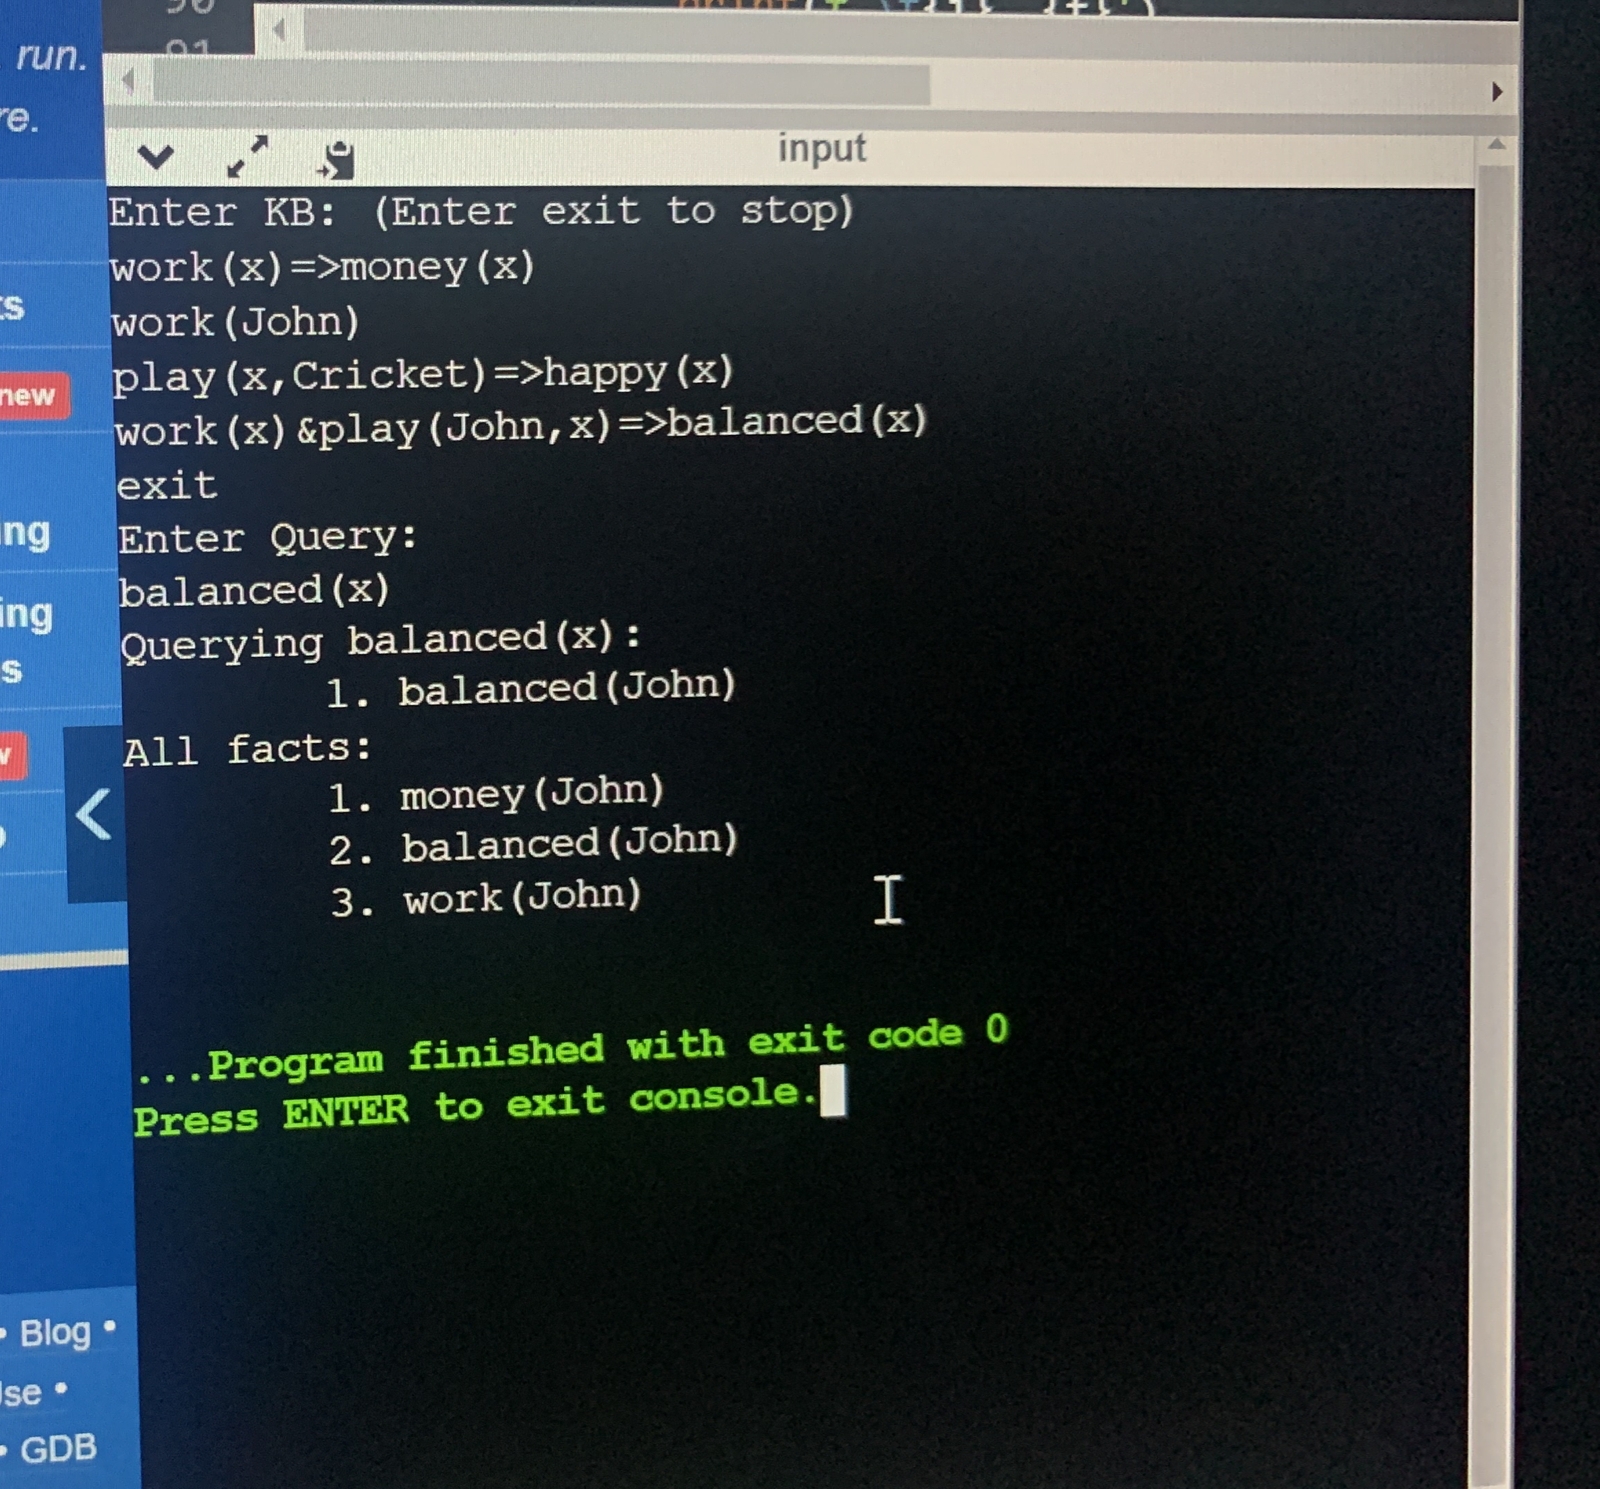 run.
re.
input
Enter KB: (Enter exit to stop)
work(x)=>money(x)
work(John)
play(x,Cricket)=>happy(x)
work(x)&play(John,x)=>balanced(x)
exit
Enter Query:
balanced(x)
Querying balanced(x):
1. balanced(John)
All facts:
1. money(John)
2. balanced(John)
3. work(John)
...Program finished with exit code 0
Press ENTER to exit console.
new
ng
ing
s
• Blog •
se •
• GDB